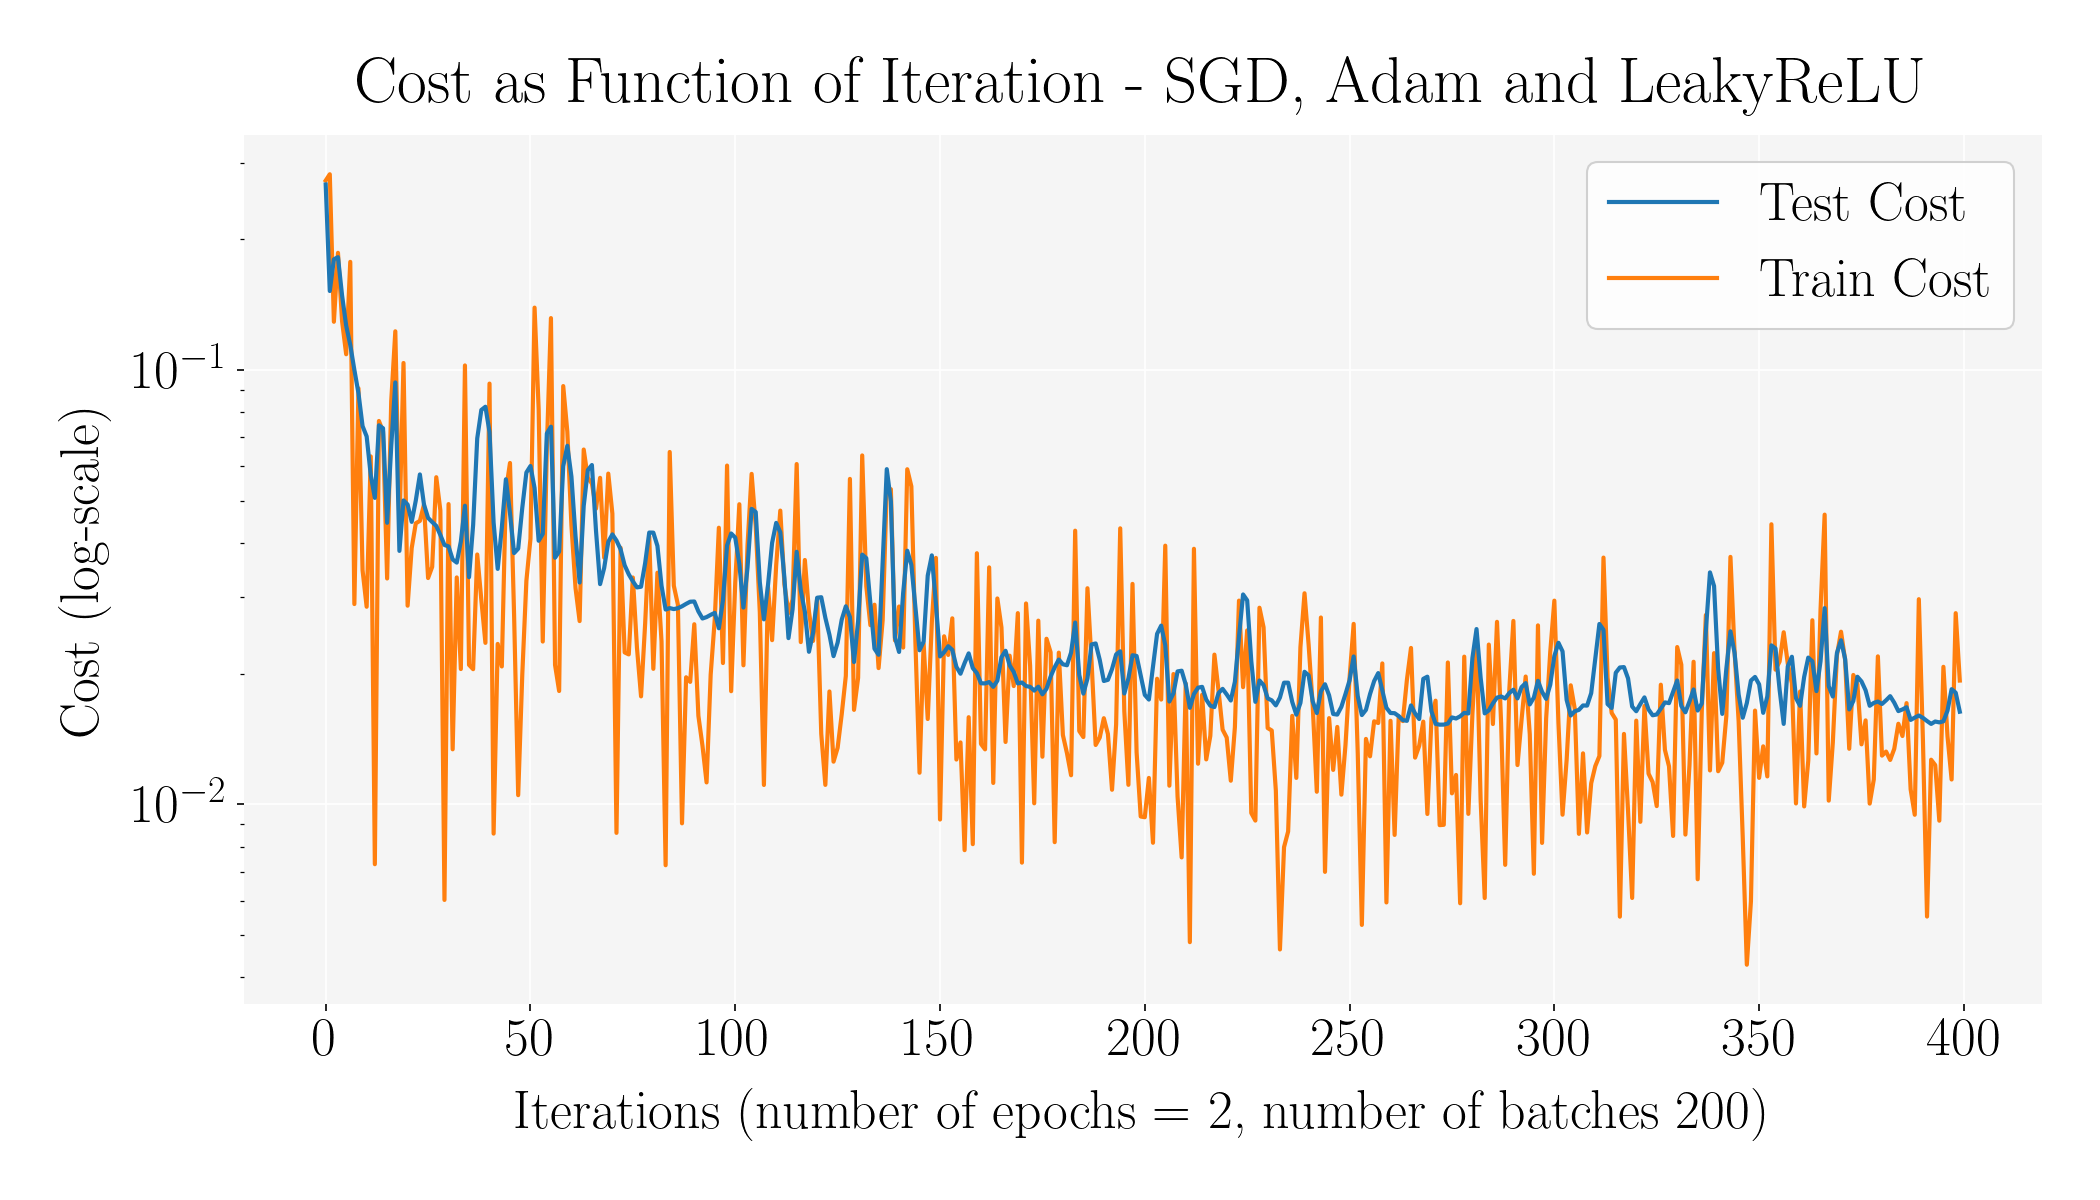 Cost as Function of Iteration - SGD, Adam and LeakyReLU
Test Cost
Train Cost
10⁻¹
10⁻²
Cost (log-scale)
0 50 100 150 200 250 300 350 400
Iterations (number of epochs = 2, number of batches 200)